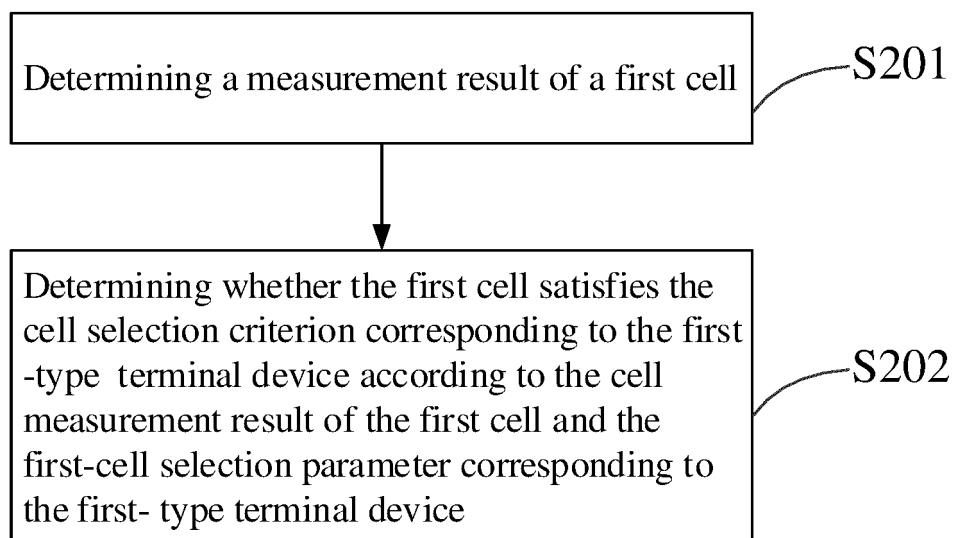 Determining a measurement result of a first cell
S201
Determining whether the first cell satisfies the
cell selection criterion corresponding to the first
-type terminal device according to the cell
measurement result of the first cell and the
first-cell selection parameter corresponding to
the first- type terminal device
S202